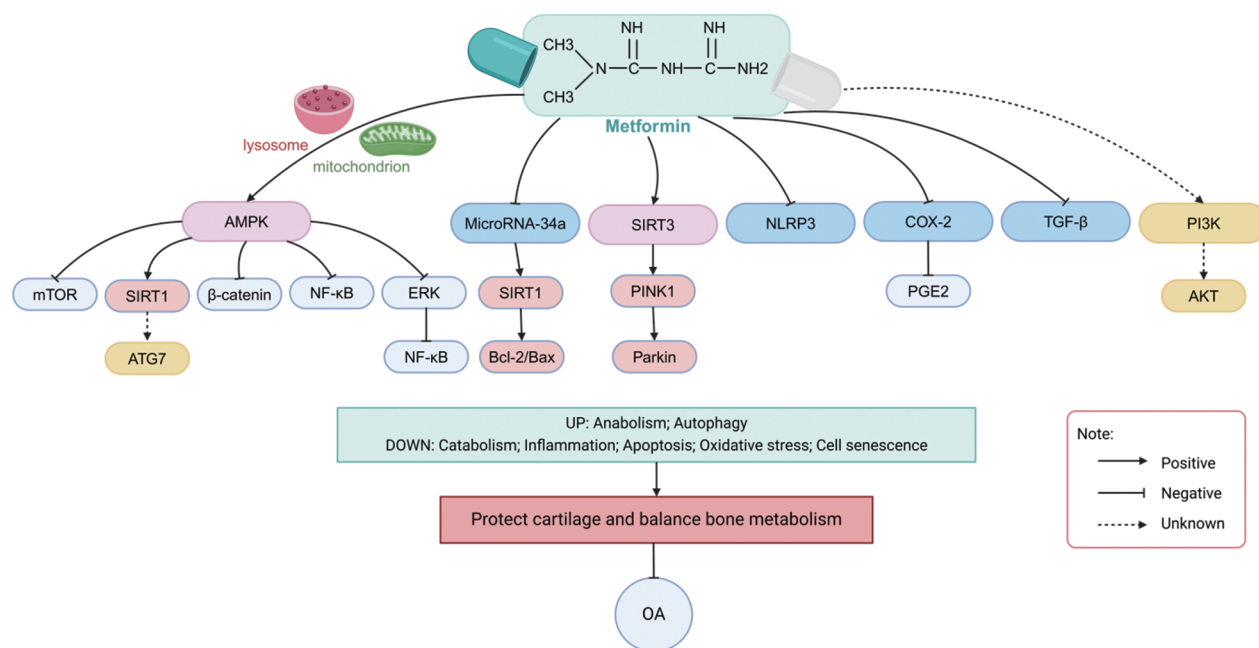 NH
NH
CH3
N
C
NH
C
NH2
CH3
Metformin
lysosome
mitochondrion
AMPK
MicroRNA-34a
SIRT3
NLRP3
COX-2
TGF-β
PI3K
mTOR
SIRT1
β-catenin
NF-κB
ERK
SIRT1
PINK1
PGE2
AKT
ATG7
NF-κB
Bcl-2/Bax
Parkin
UP: Anabolism; Autophagy
DOWN: Catabolism; Inflammation; Apoptosis; Oxidative stress; Cell senescence
Protect cartilage and balance bone metabolism
OA
Note:
Positive
Negative
Unknown